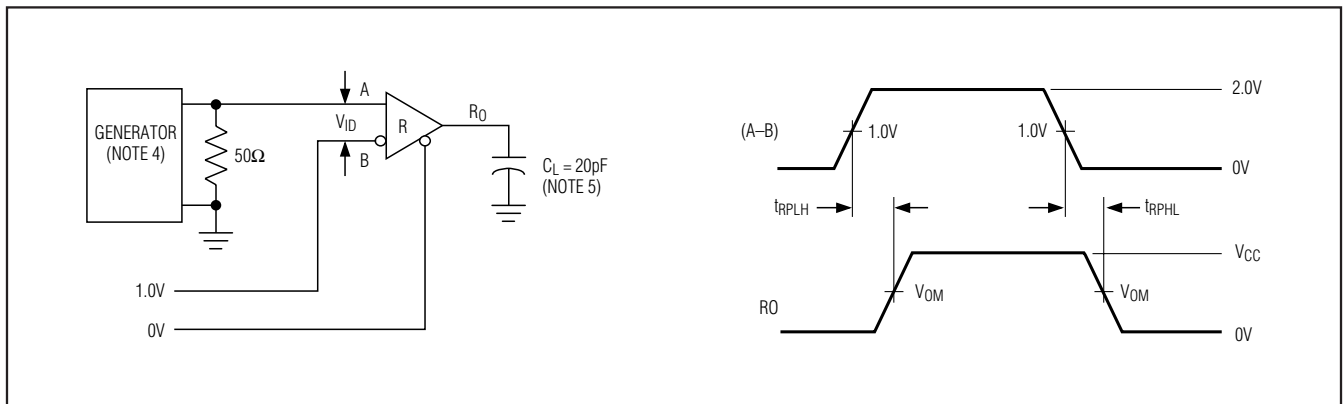 GENERATOR
(NOTE 4)
50Ω
V_ID
A
B
R
R_O
C_L = 20pF
(NOTE 5)
1.0V
0V
(A–B)
1.0V
1.0V
2.0V
0V
t_RPLH
t_RPHL
RO
V_OM
V_OM
V_CC
0V